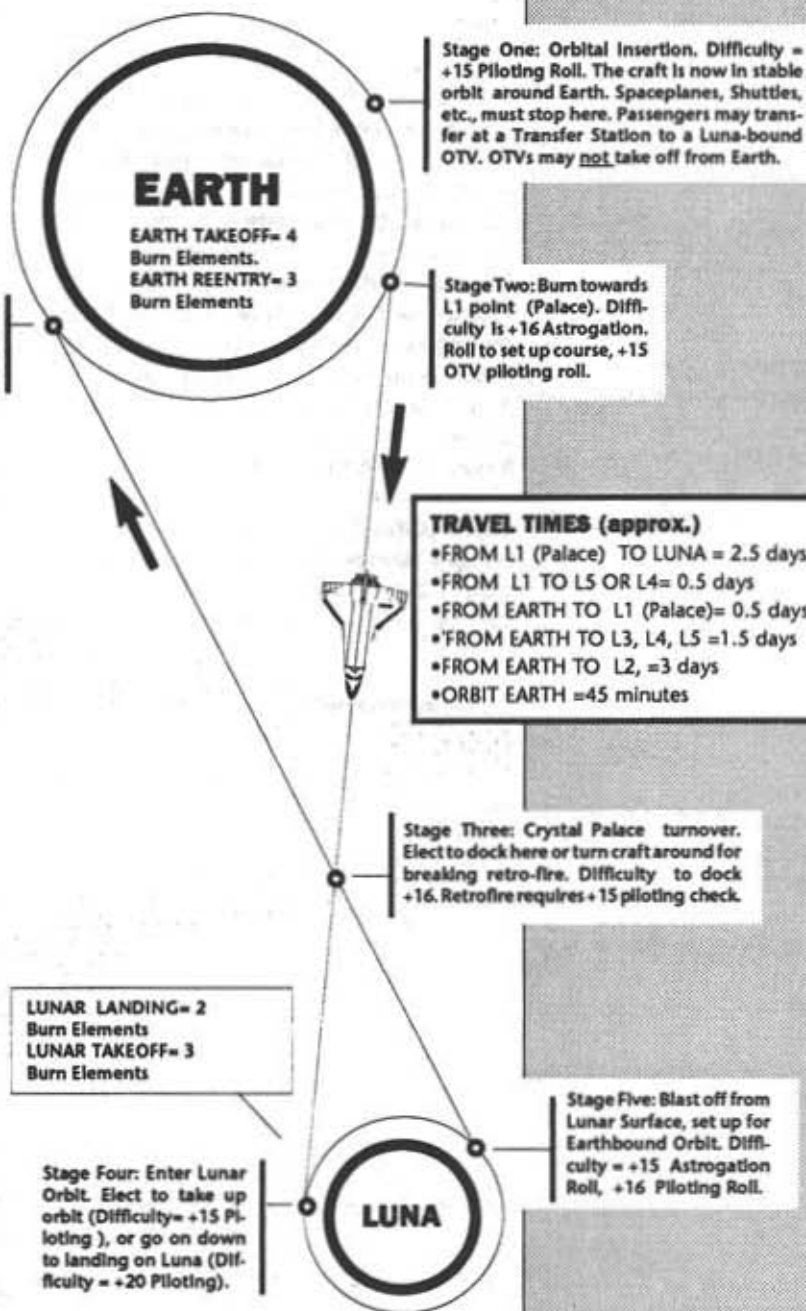 Stage One: Orbital Insertion. Difficulty =
+15 Piloting Roll. The craft is now in stable
orbit around Earth. Spaceplanes, Shuttles,
etc., must stop here. Passengers may trans-
fer at a Transfer Station to a Luna-bound
OTV. OTVs may not take off from Earth.
EARTH
EARTH TAKEOFF= 4
Burn Elements.
EARTH REENTRY= 3
Burn Elements
Stage Two: Burn towards
L1 point (Palace). Diffi-
culty is +16 Astrogation.
Roll to set up course, +15
OTV piloting roll.
TRAVEL TIMES (approx.)
•FROM L1 (Palace) TO LUNA = 2.5 days
•FROM L1 TO L5 OR L4= 0.5 days
•FROM EARTH TO L1 (Palace)= 0.5 days
•'FROM EARTH TO L3, L4, L5 =1.5 days
•FROM EARTH TO L2, =3 days
•ORBIT EARTH =45 minutes
Stage Three: Crystal Palace turnover.
Elect to dock here or turn craft around for
breaking retro-fire. Difficulty to dock
+16. Retrofire requires +15 piloting check.
LUNAR LANDING= 2
Burn Elements
LUNAR TAKEOFF= 3
Burn Elements
Stage Four: Enter Lunar
Orbit. Elect to take up
orbit (Difficulty= +15 Pi-
loting ), or go on down
to landing on Luna (Dif-
ficulty = +20 Piloting).
LUNA
Stage Five: Blast off from
Lunar Surface, set up for
Earthbound Orbit. Diffi-
culty = +15 Astrogation
Roll, +16 Piloting Roll.